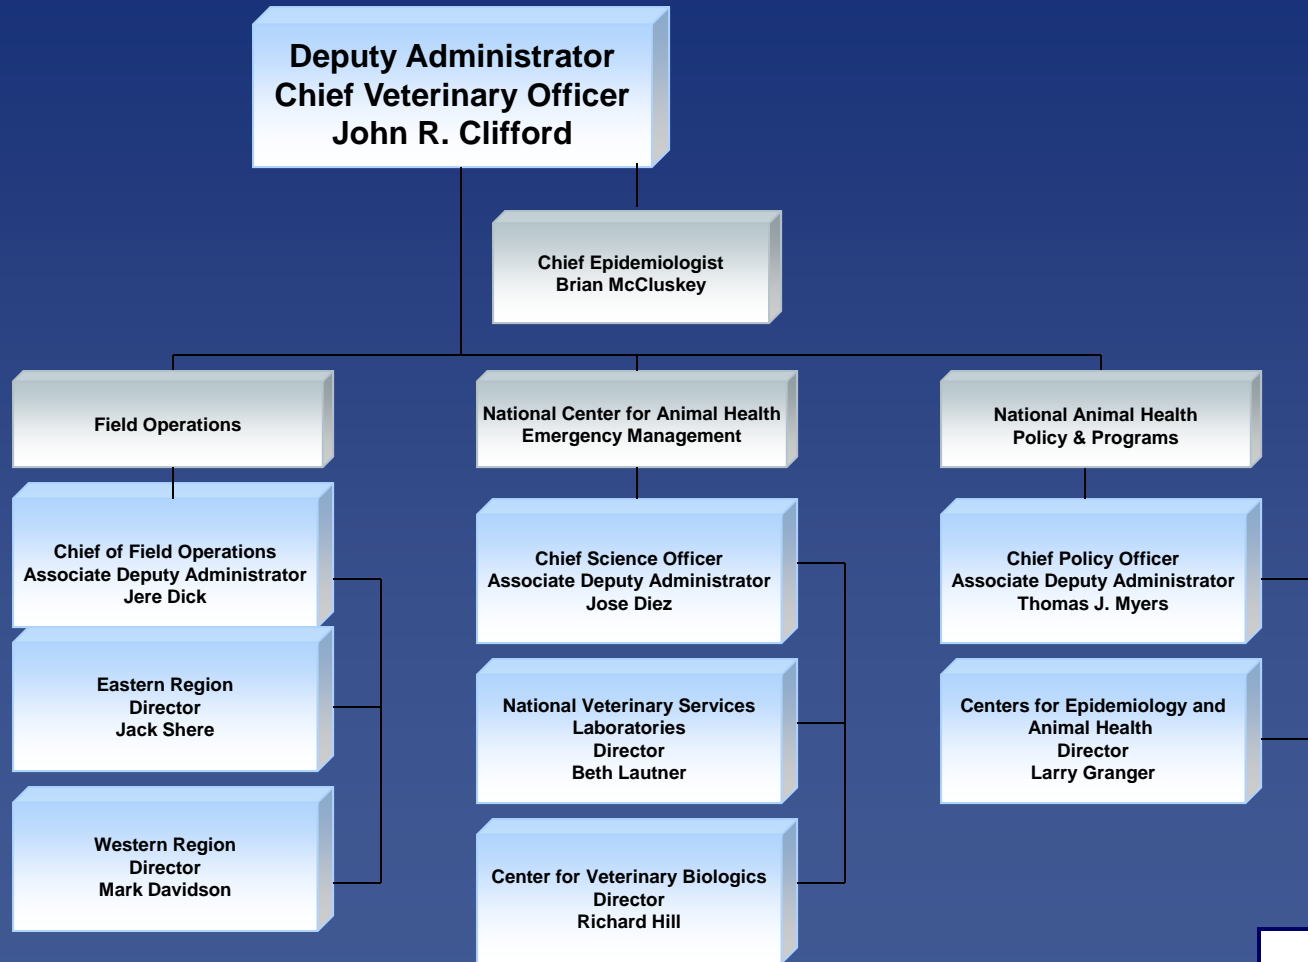 Deputy Administrator
Chief Veterinary Officer
John R. Clifford
Chief Epidemiologist
Brian McCluskey
Field Operations
National Center for Animal Health
Emergency Management
National Animal Health
Policy & Programs
Chief of Field Operations
Associate Deputy Administrator
Jere Dick
Chief Science Officer
Associate Deputy Administrator
Jose Diez
Chief Policy Officer
Associate Deputy Administrator
Thomas J. Myers
Eastern Region
Director
Jack Shere
National Veterinary Services
Laboratories
Director
Beth Lautner
Centers for Epidemiology and
Animal Health
Director
Larry Granger
Western Region
Director
Mark Davidson
Center for Veterinary Biologics
Director
Richard Hill